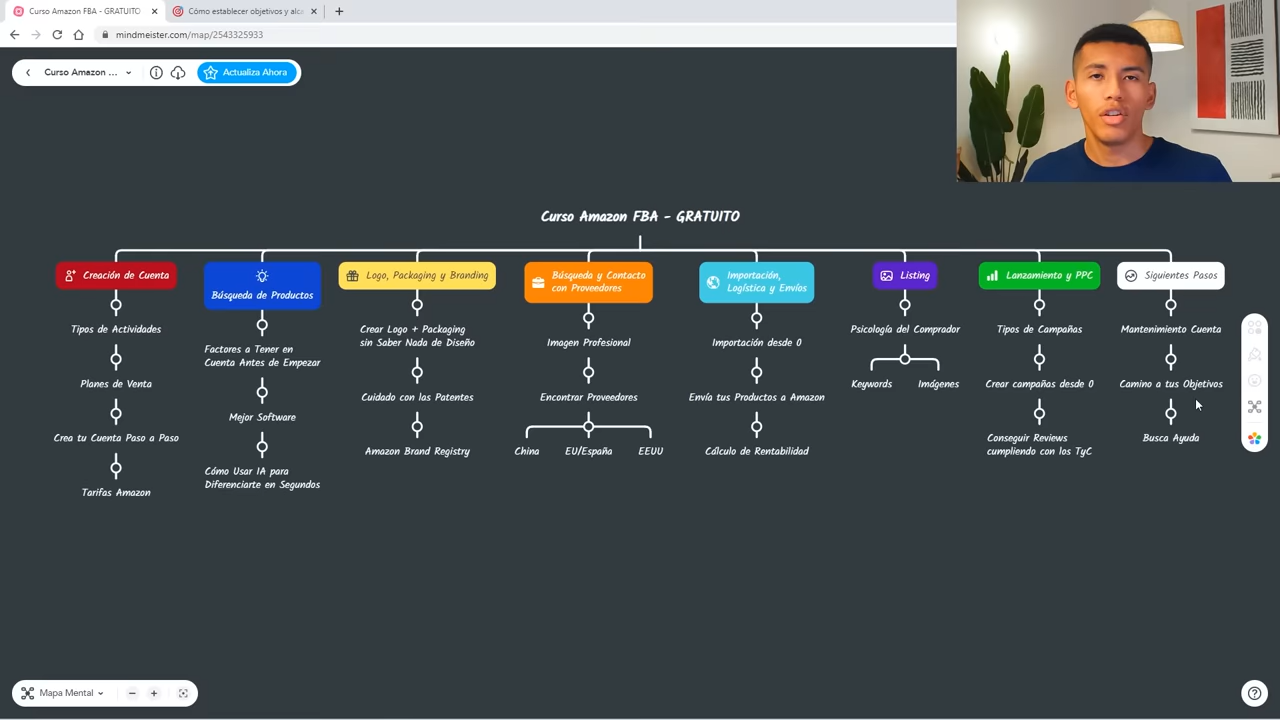 Curso Amazon FBA - GRATUITO
Cómo establecer objetivos y alca
mindmeister.com/map/2543325933
Curso Amazon ...
Actualiza Ahora
Curso Amazon FBA - GRATUITO
Creación de Cuenta
Tipos de Actividades
Planes de Venta
Crea tu Cuenta Paso a Paso
Tarifas Amazon
Búsqueda de Productos
Factores a Tener en
Cuenta Antes de Empezar
Mejor Software
Cómo Usar IA para
Diferenciarte en Segundos
Logo, Packaging y Branding
Crear Logo + Packaging
sin Saber Nada de Diseño
Cuidado con las Patentes
Amazon Brand Registry
Búsqueda y Contacto
con Proveedores
Imagen Profesional
Encontrar Proveedores
China
EU/España
EEUU
Importación,
Logística y Envíos
Importación desde 0
Envía tus Productos a Amazon
Cálculo de Rentabilidad
Listing
Psicología del Comprador
Keywords
Imágenes
Lanzamiento y PPC
Tipos de Campañas
Crear campañas desde 0
Conseguir Reviews
cumpliendo con los TyC
Siguientes Pasos
Mantenimiento Cuenta
Camino a tus Objetivos
Busca Ayuda
Mapa Mental